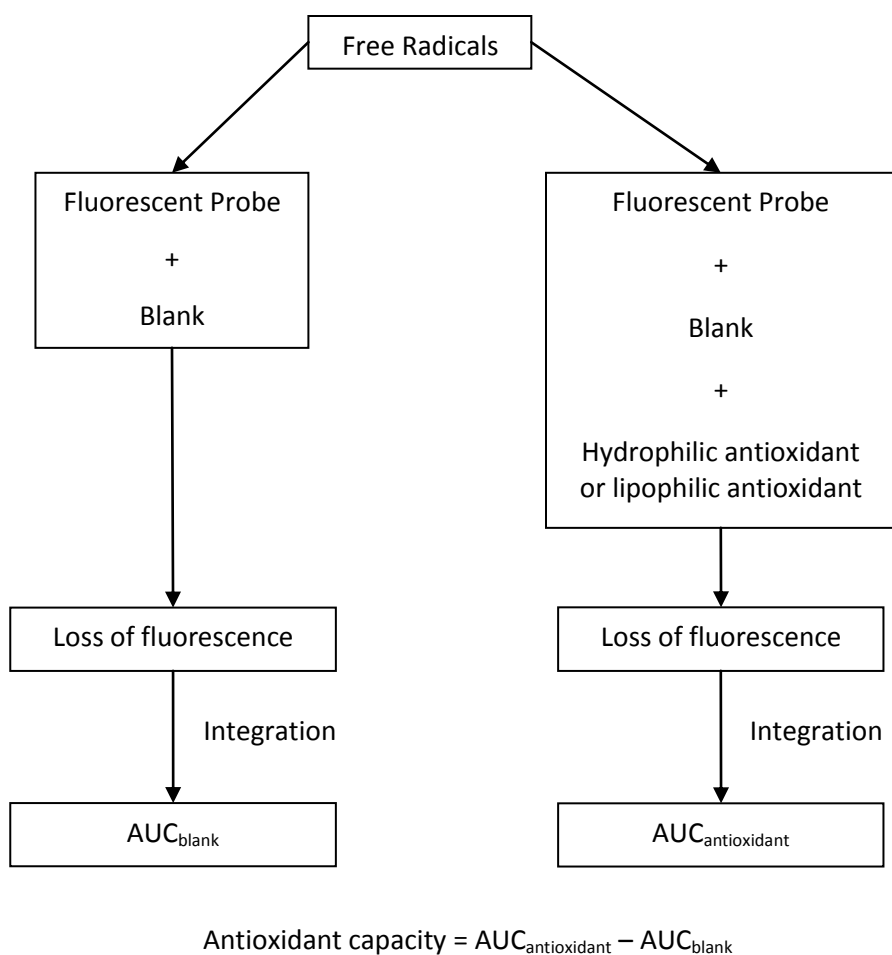 Free Radicals
Fluorescent Probe
+
Blank
Fluorescent Probe
+
Blank
+
Hydrophilic antioxidant
or lipophilic antioxidant
Loss of fluorescence
Loss of fluorescence
Integration
Integration
AUCblank
AUCantioxidant
Antioxidant capacity = AUCantioxidant – AUCblank